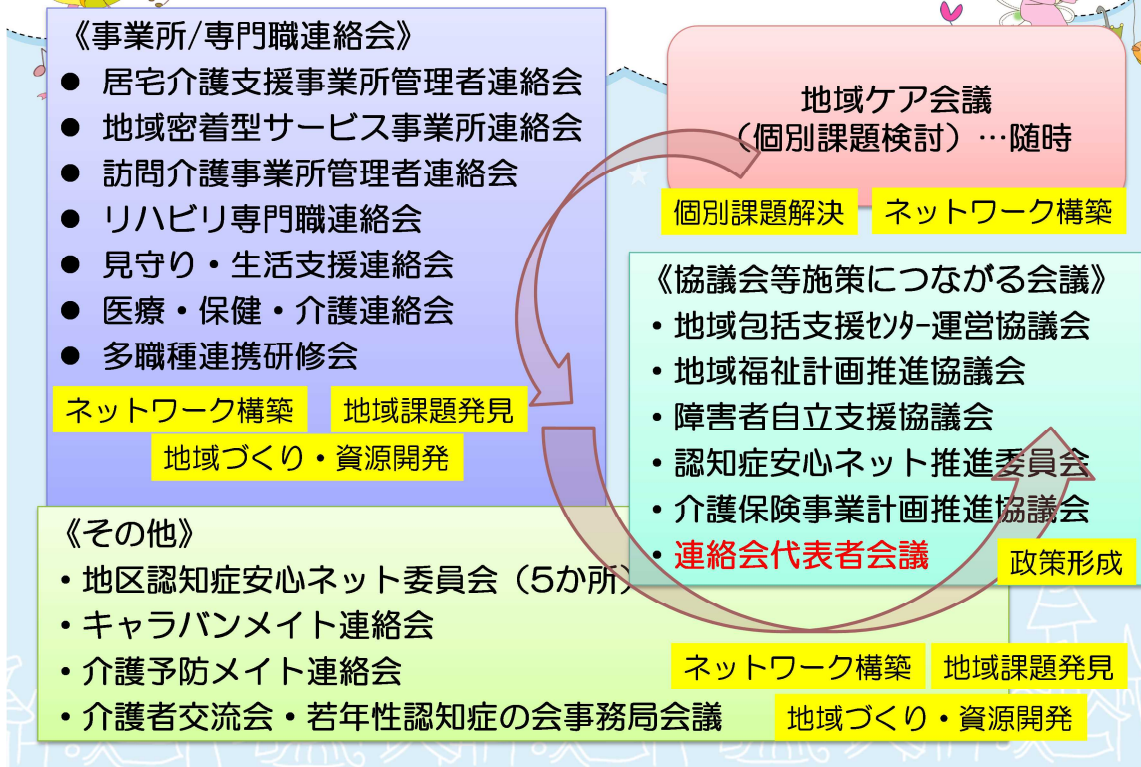 《事業所/専門職連絡会》
● 居宅介護支援事業所管理者連絡会
● 地域密着型サービス事業所連絡会
● 訪問介護事業所管理者連絡会
● リハビリ専門職連絡会
● 見守り・生活支援連絡会
● 医療・保健・介護連絡会
● 多職種連携研修会
ネットワーク構築 地域課題発見
地域づくり・資源開発
地域ケア会議
（個別課題検討）…随時
個別課題解決 ネットワーク構築
《協議会等施策につながる会議》
・地域包括支援ｾﾝﾀｰ運営協議会
・地域福祉計画推進協議会
・障害者自立支援協議会
・認知症安心ネット推進委員会
・介護保険事業計画推進協議会
・連絡会代表者会議
政策形成
《その他》
・地区認知症安心ネット委員会（5か所）
・キャラバンメイト連絡会
・介護予防メイト連絡会
・介護者交流会・若年性認知症の会事務局会議
ネットワーク構築 地域課題発見
地域づくり・資源開発